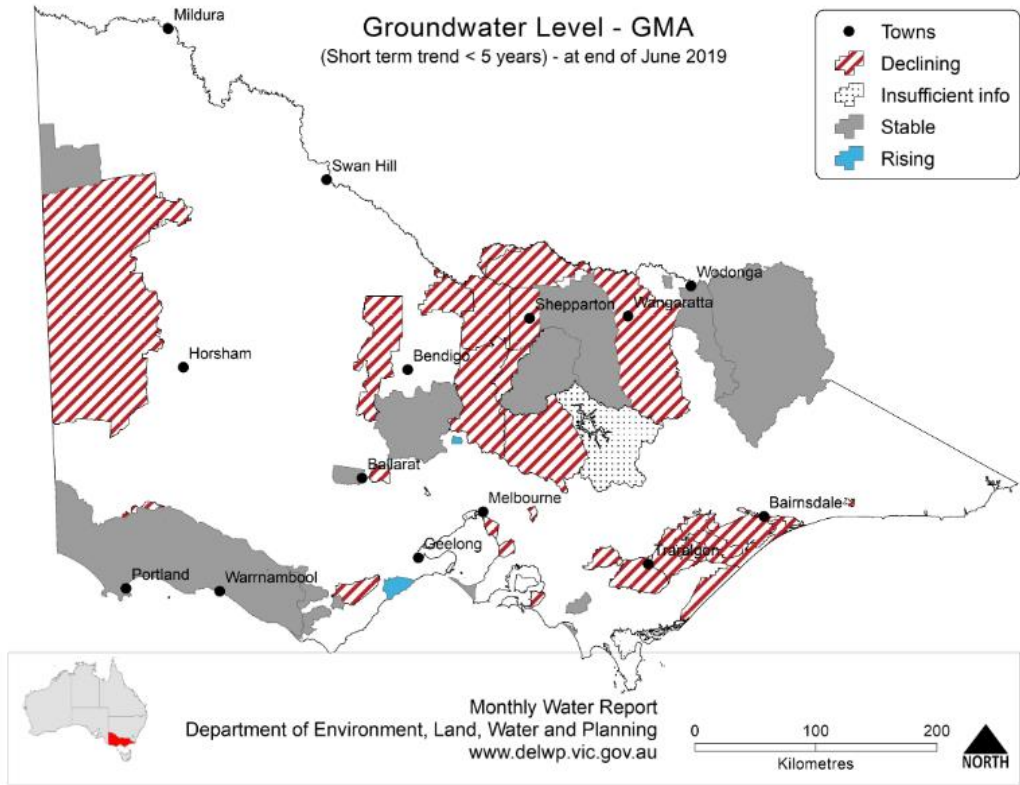 Groundwater Level - GMA
(Short term trend < 5 years) - at end of June 2019
Towns
Declining
Insufficient info
Stable
Rising
Mildura
Swan Hill
Wodonga
Shepparton
Wangaratta
Horsham
Bendigo
Ballarat
Melbourne
Bairnsdale
Geelong
Traralgon
Portland
Warrnambool
Monthly Water Report
Department of Environment, Land, Water and Planning
www.delwp.vic.gov.au
0 100 200
Kilometres
NORTH